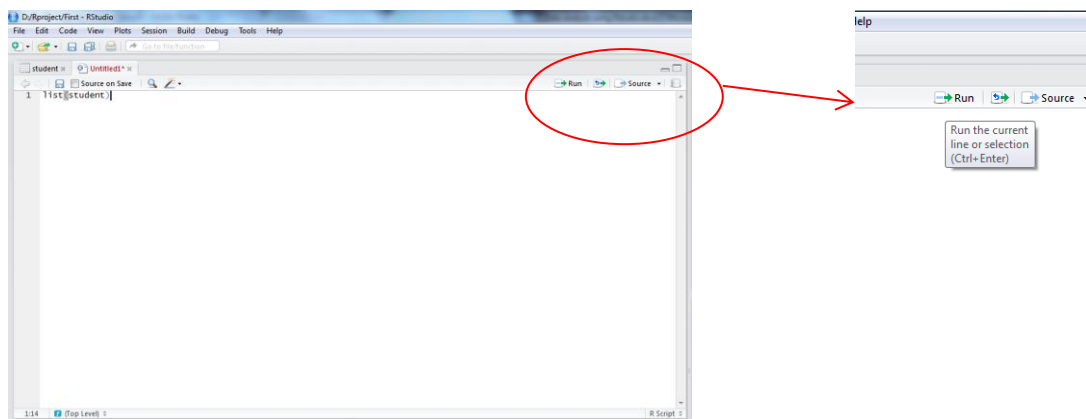 D:/Rproject/First - RStudio
File Edit Code View Plots Session Build Debug Tools Help
Go to file/function
student × Untitled1* ×
Source on Save Run Source
1 list(student)
1:14 (Top Level) R Script
Help
Run Source
Run the current
line or selection
(Ctrl+Enter)